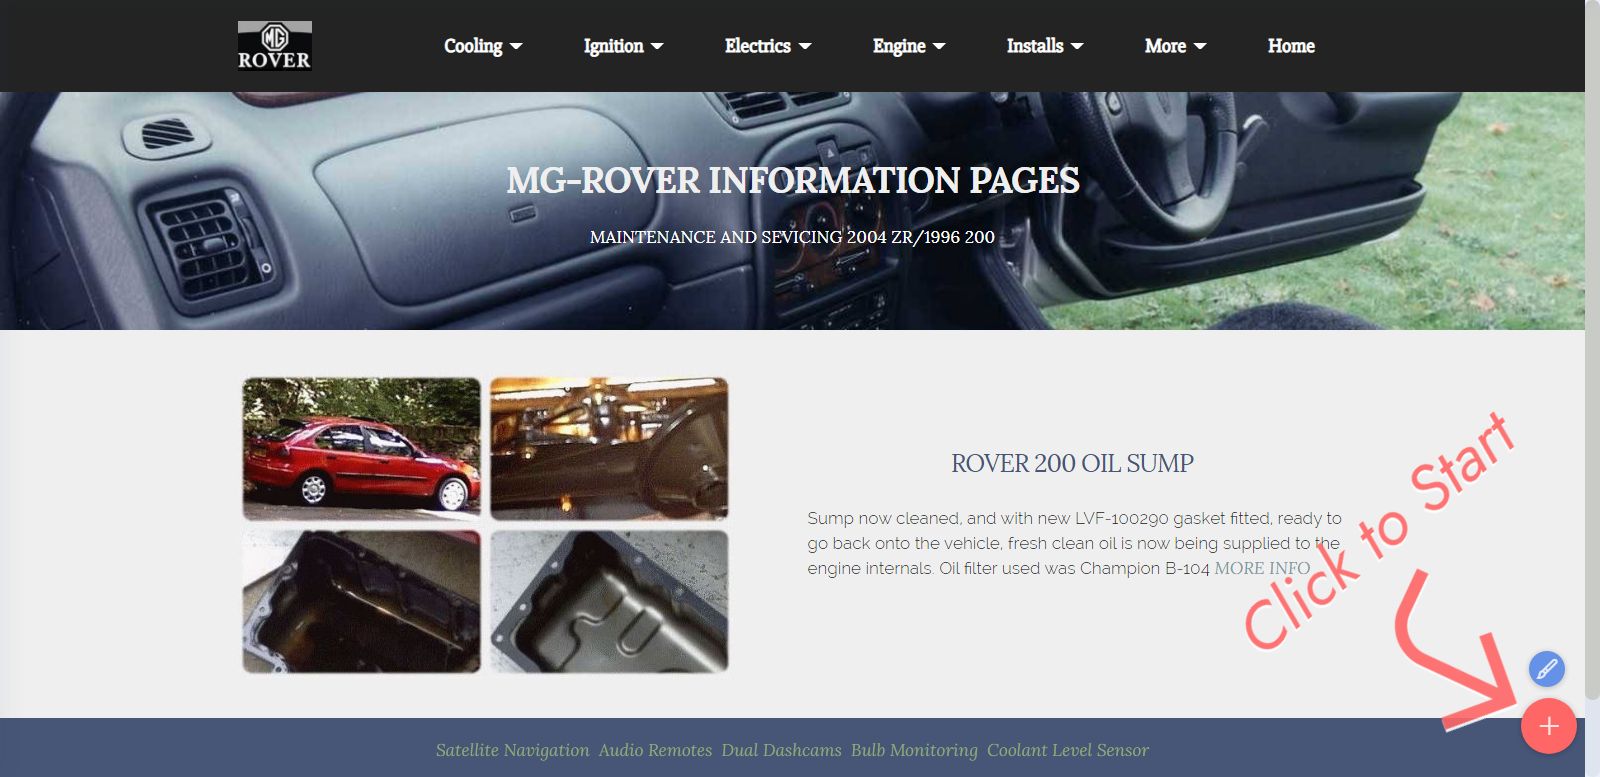 MG
ROVER
Cooling Ignition Electrics Engine Installs More Home
MG-ROVER INFORMATION PAGES
MAINTENANCE AND SEVICING 2004 ZR/1996 200
ROVER 200 OIL SUMP
Sump now cleaned, and with new LVF-100290 gasket fitted, ready to
go back onto the vehicle, fresh clean oil is now being supplied to the
engine internals. Oil filter used was Champion B-104 MORE INFO
Click to Start
Satellite Navigation Audio Remotes Dual Dashcams Bulb Monitoring Coolant Level Sensor